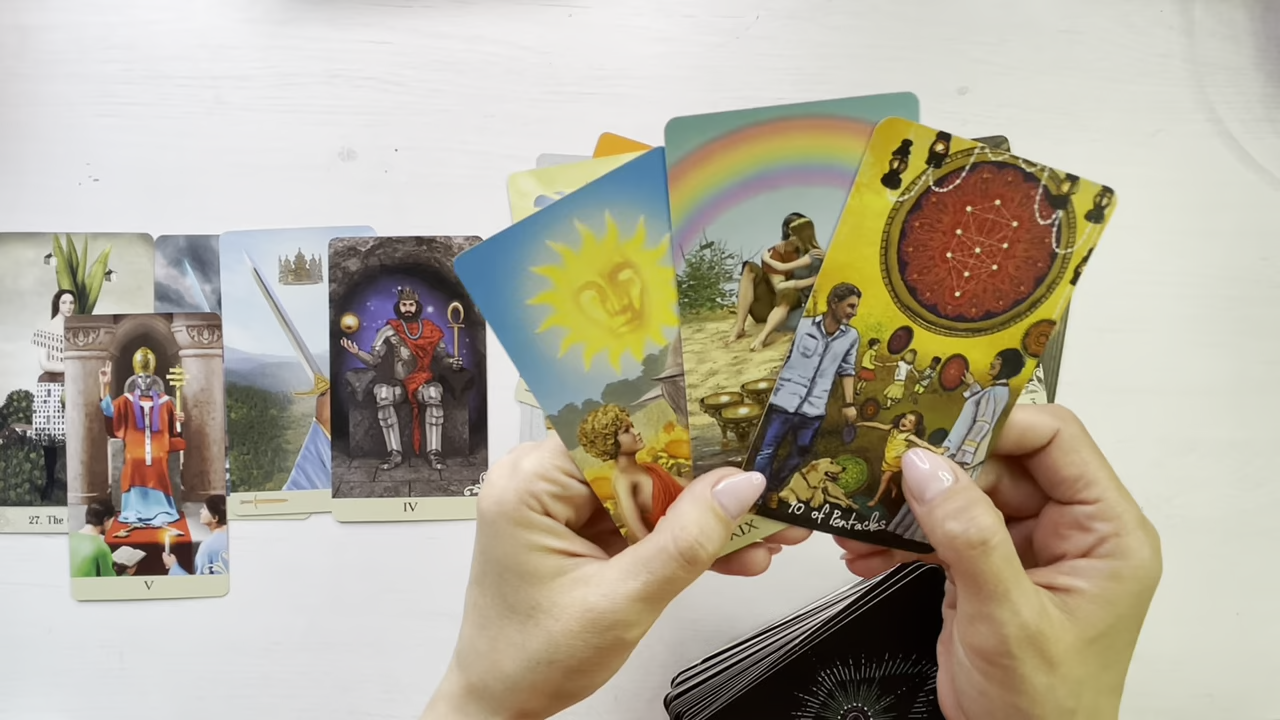 27. The
V
IV
XIX
10 of Pentacles